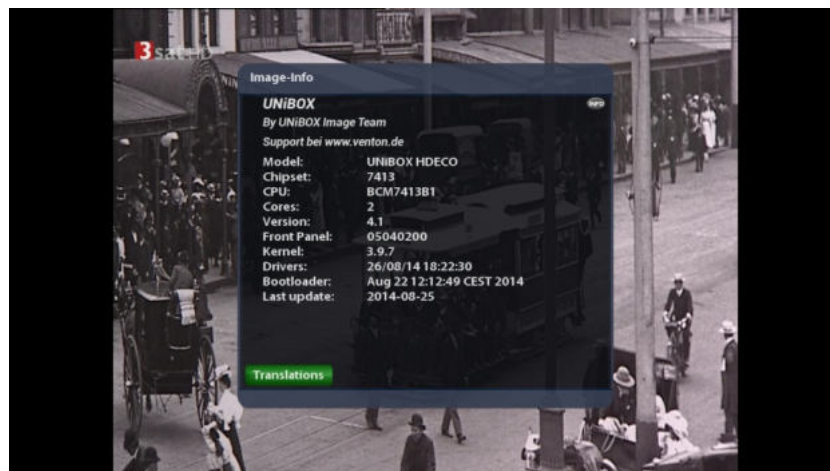 3sat HD
Image-Info
UNiBOX
INFO
By UNiBOX Image Team
Support bei www.venton.de
Model: UNiBOX HDECO
Chipset: 7413
CPU: BCM7413B1
Cores: 2
Version: 4.1
Front Panel: 05040200
Kernel: 3.9.7
Drivers: 26/08/14 18:22:30
Bootloader: Aug 22 12:12:49 CEST 2014
Last update: 2014-08-25
Translations